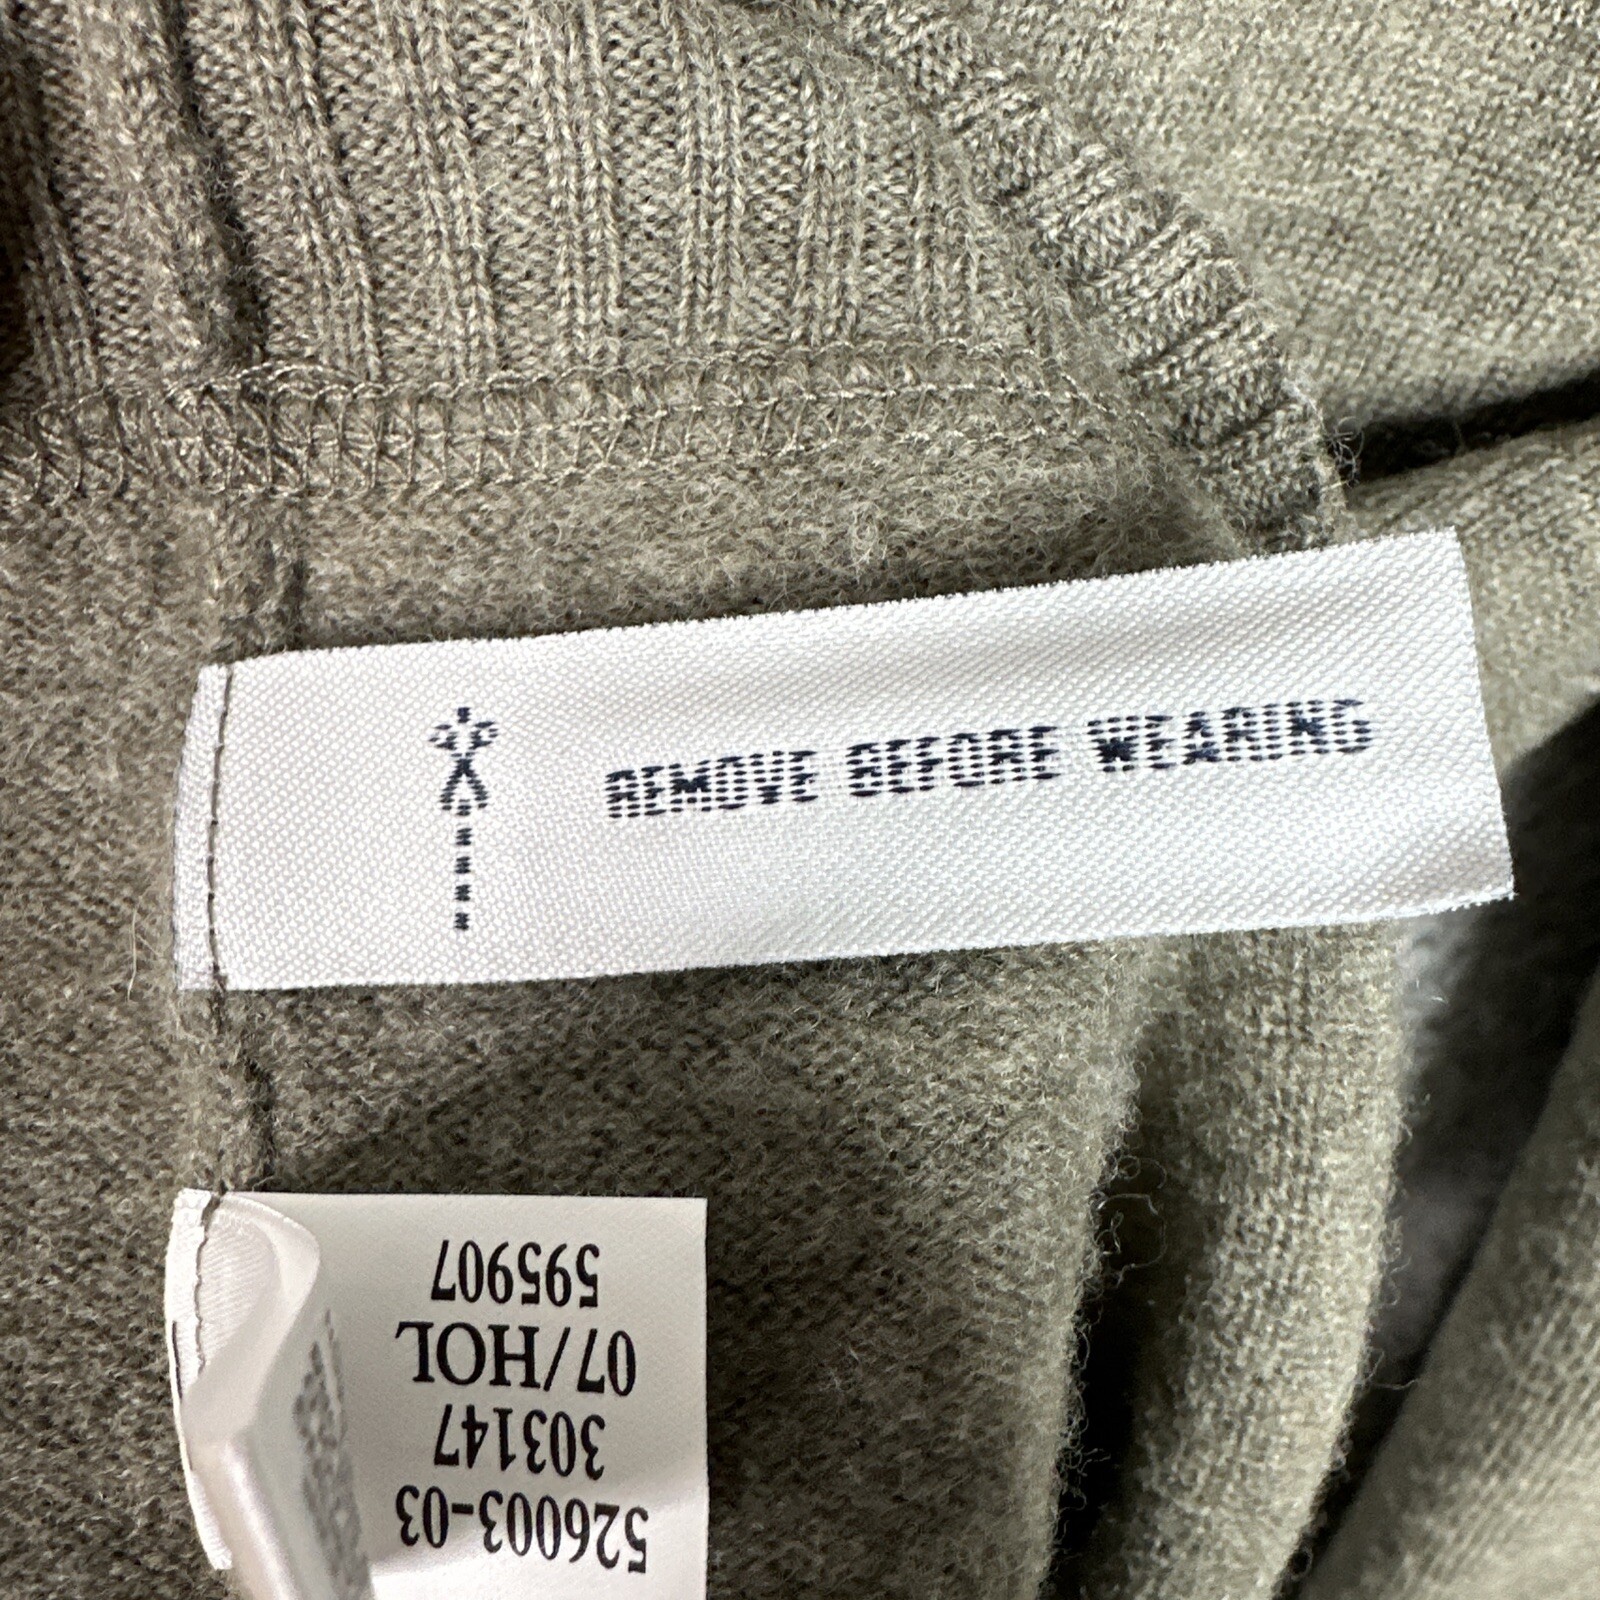 REMOVE BEFORE WEARING
526003-03
303147
07/HOL
595907